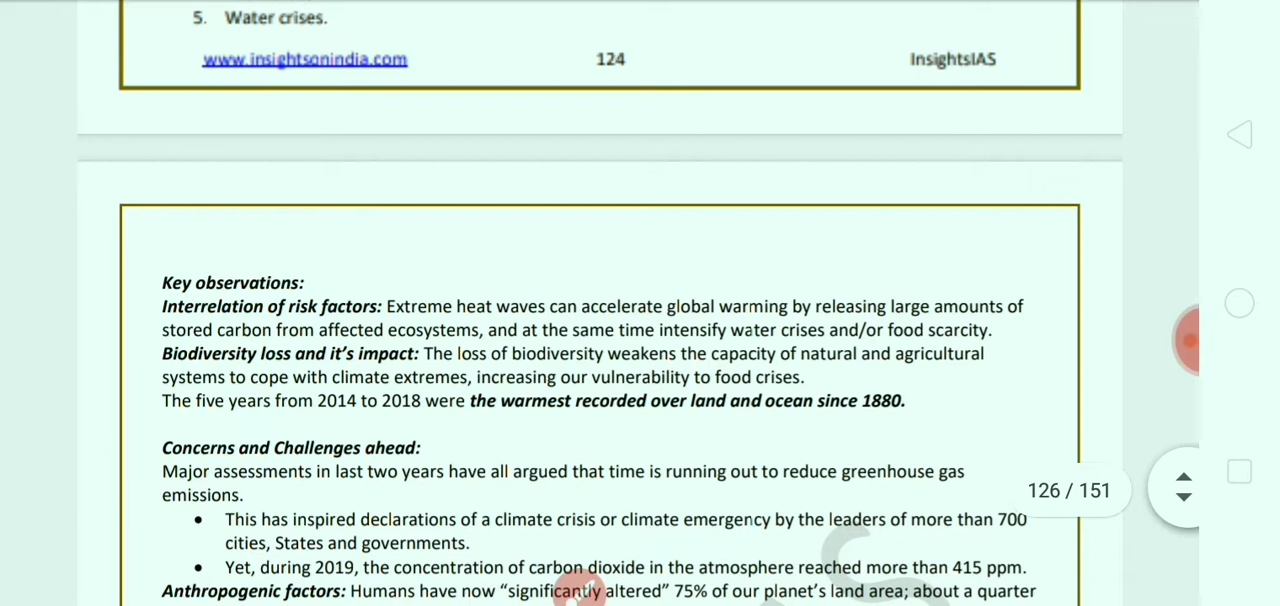 5. Water crises.
www.insightsonindia.com 124 InsightsIAS
Key observations:
Interrelation of risk factors: Extreme heat waves can accelerate global warming by releasing large amounts of
stored carbon from affected ecosystems, and at the same time intensify water crises and/or food scarcity.
Biodiversity loss and it's impact: The loss of biodiversity weakens the capacity of natural and agricultural
systems to cope with climate extremes, increasing our vulnerability to food crises.
The five years from 2014 to 2018 were the warmest recorded over land and ocean since 1880.
Concerns and Challenges ahead:
Major assessments in last two years have all argued that time is running out to reduce greenhouse gas
emissions.
126 / 151
• This has inspired declarations of a climate crisis or climate emergency by the leaders of more than 700
cities, States and governments.
• Yet, during 2019, the concentration of carbon dioxide in the atmosphere reached more than 415 ppm.
Anthropogenic factors: Humans have now "significantly altered" 75% of our planet's land area; about a quarter